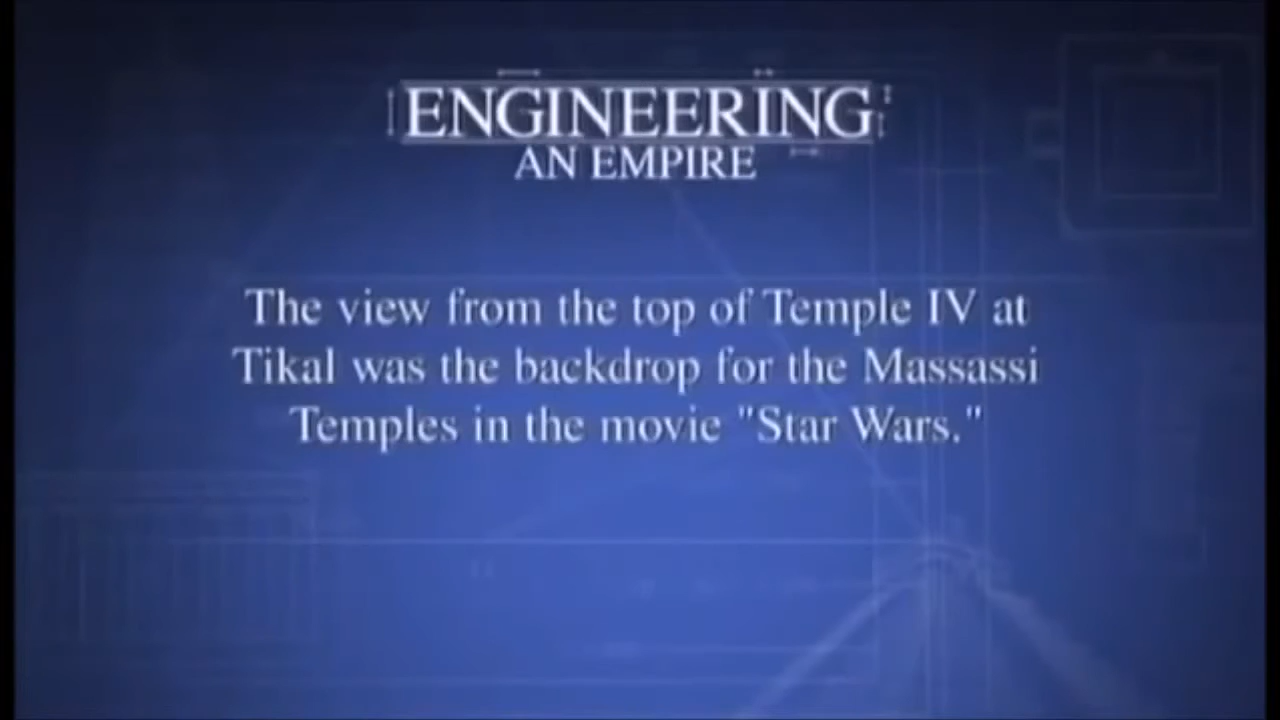 ENGINEERING
AN EMPIRE
The view from the top of Temple IV at
Tikal was the backdrop for the Massassi
Temples in the movie "Star Wars."